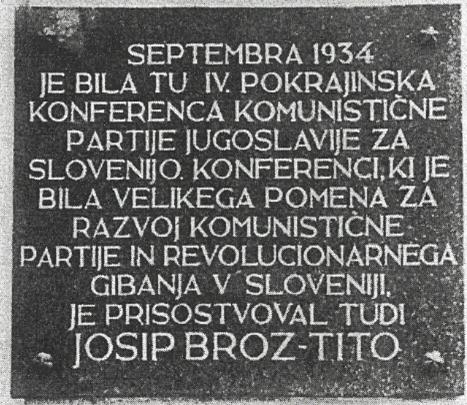 SEPTEMBRA 1934
JE BILA TU IV. POKRAJINSKA
KONFERENCA KOMUNISTIČNE
PARTIJE JUGOSLAVIJE ZA
SLOVENIJO. KONFERENCI, KI JE
BILA VELIKEGA POMENA ZA
RAZVOJ KOMUNISTIČNE
PARTIJE IN REVOLUCIONARNEGA
GIBANJA V SLOVENIJI,
JE PRISOSTVOVAL TUDI
JOSIP BROZ-TITO